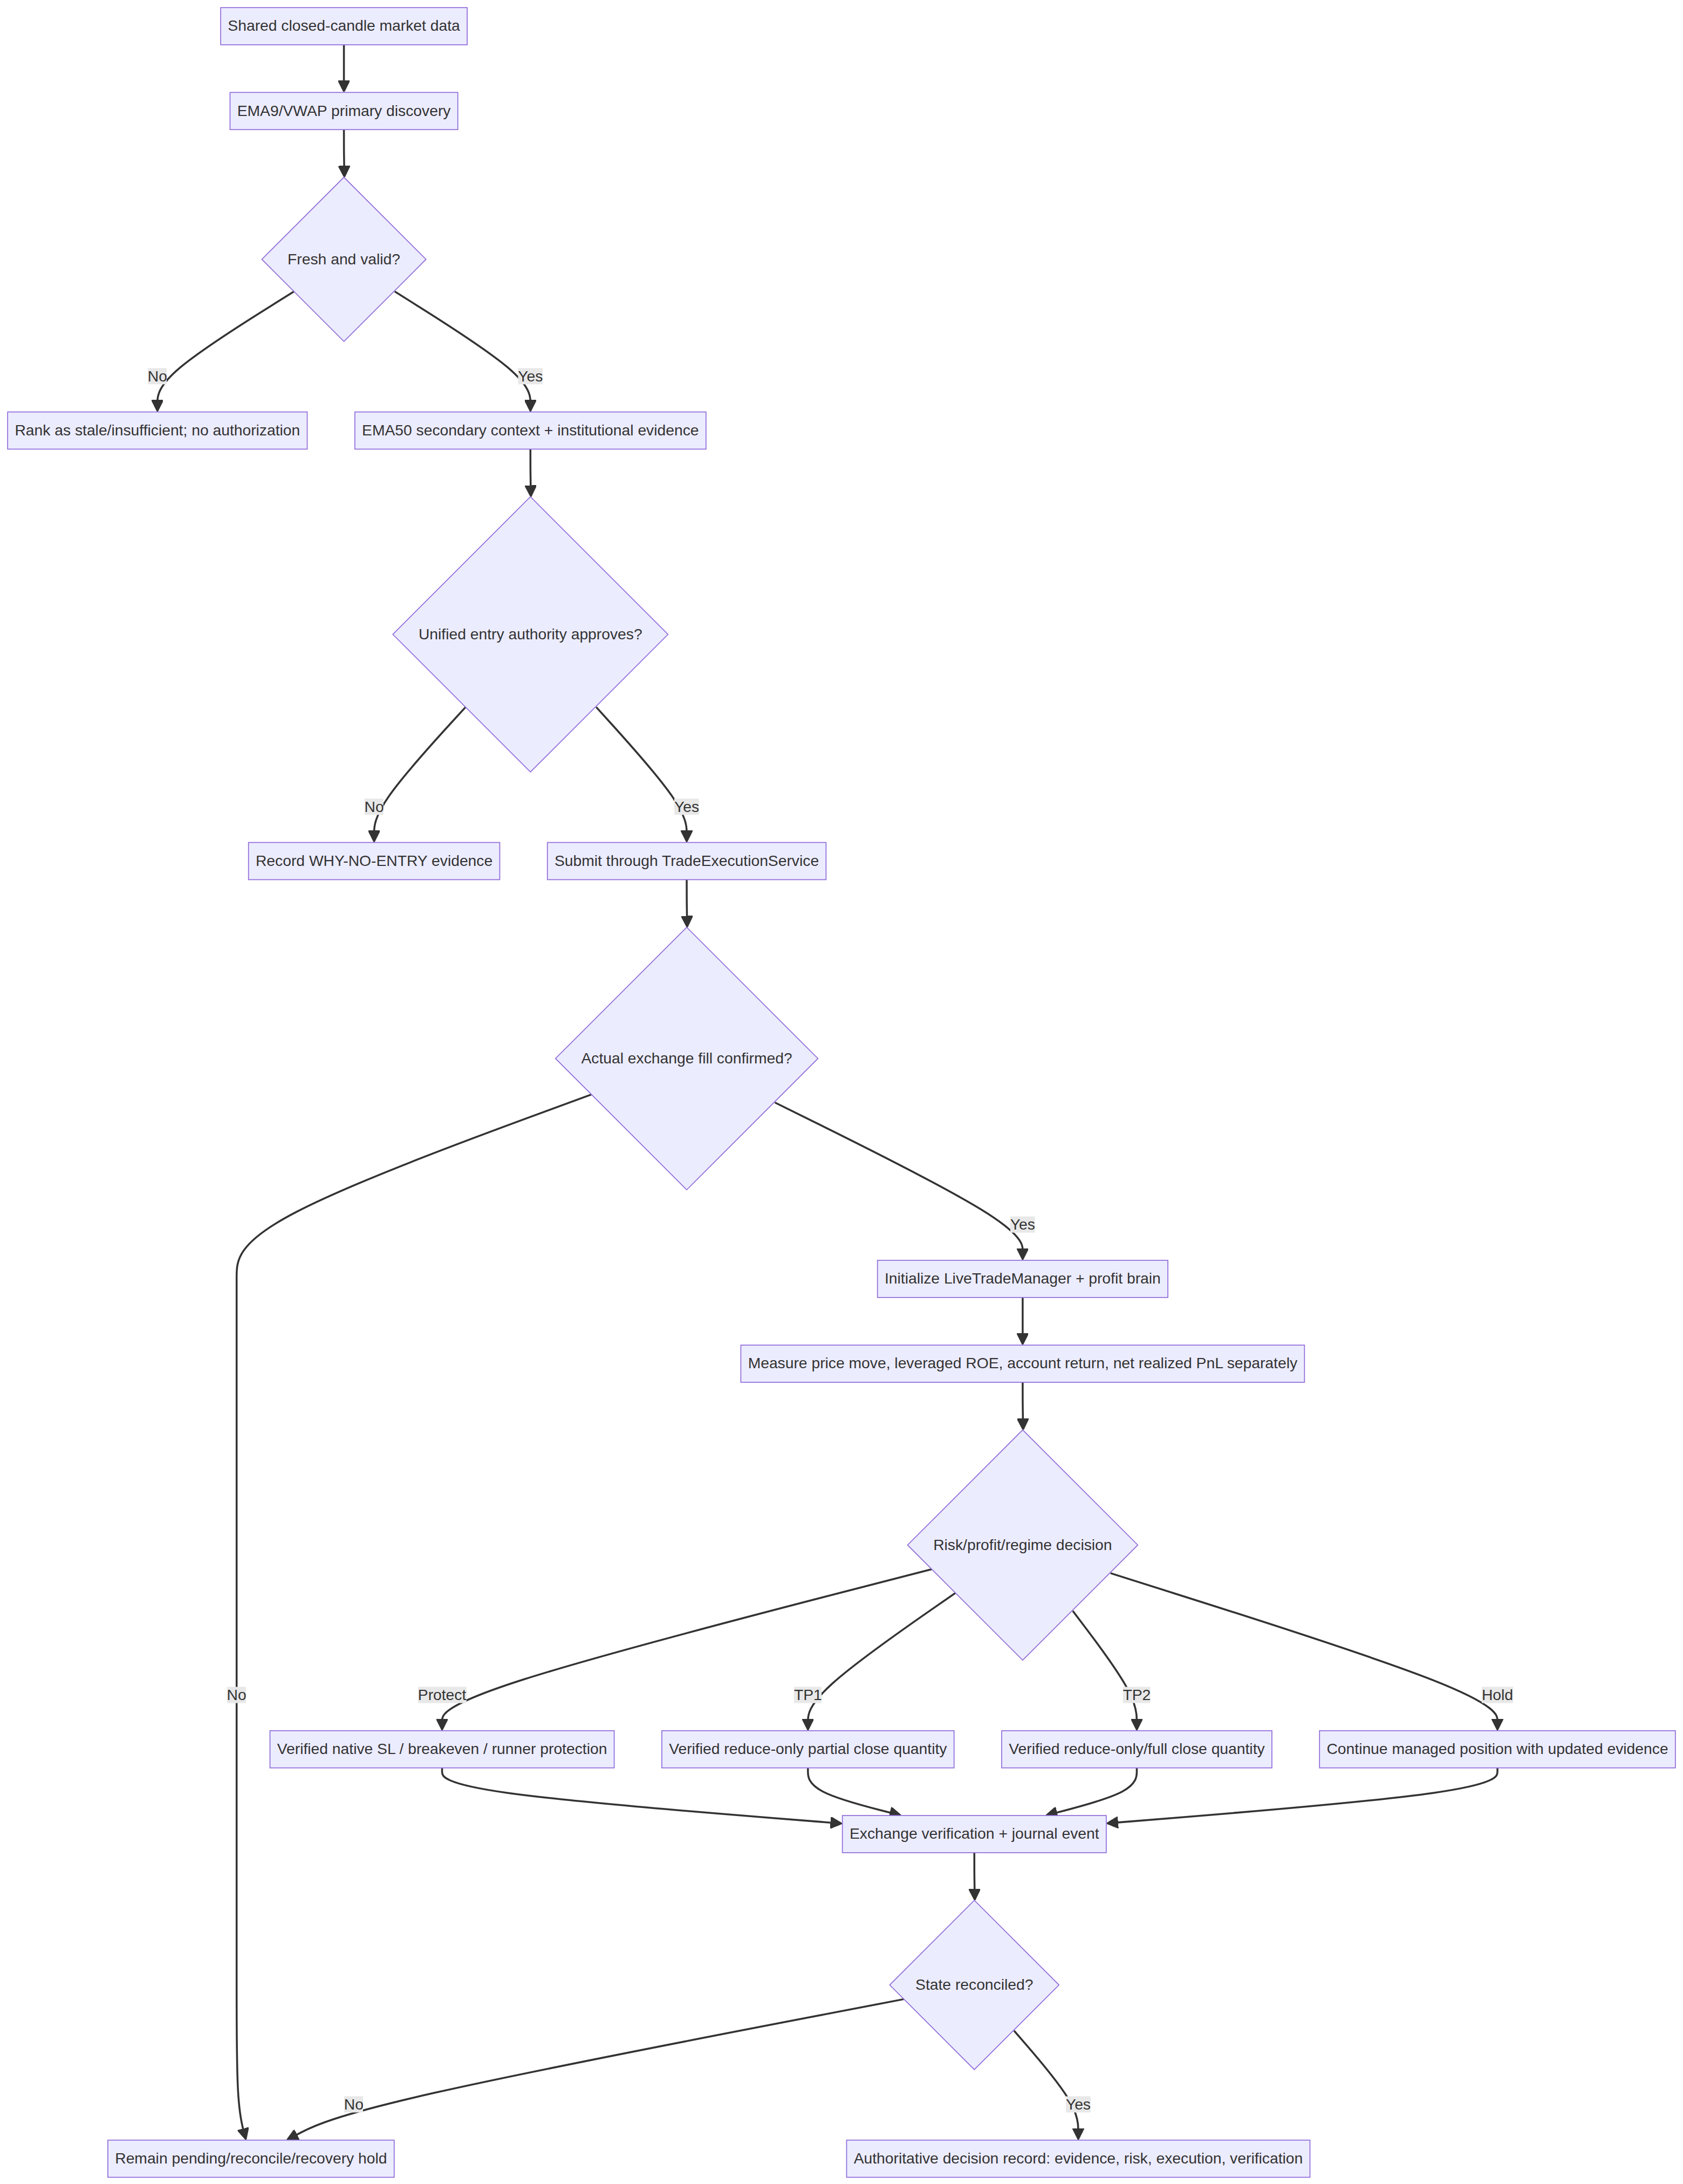 Shared closed-candle market data
EMA9/VWAP primary discovery
Fresh and valid?
No
Yes
Rank as stale/insufficient; no authorization
EMA50 secondary context + institutional evidence
Unified entry authority approves?
No
Yes
Record WHY-NO-ENTRY evidence
Submit through TradeExecutionService
Actual exchange fill confirmed?
Yes
Initialize LiveTradeManager + profit brain
Measure price move, leveraged ROE, account return, net realized PnL separately
Risk/profit/regime decision
No
Protect
TP1
TP2
Hold
Verified native SL / breakeven / runner protection
Verified reduce-only partial close quantity
Verified reduce-only/full close quantity
Continue managed position with updated evidence
Exchange verification + journal event
State reconciled?
No
Yes
Remain pending/reconcile/recovery hold
Authoritative decision record: evidence, risk, execution, verification